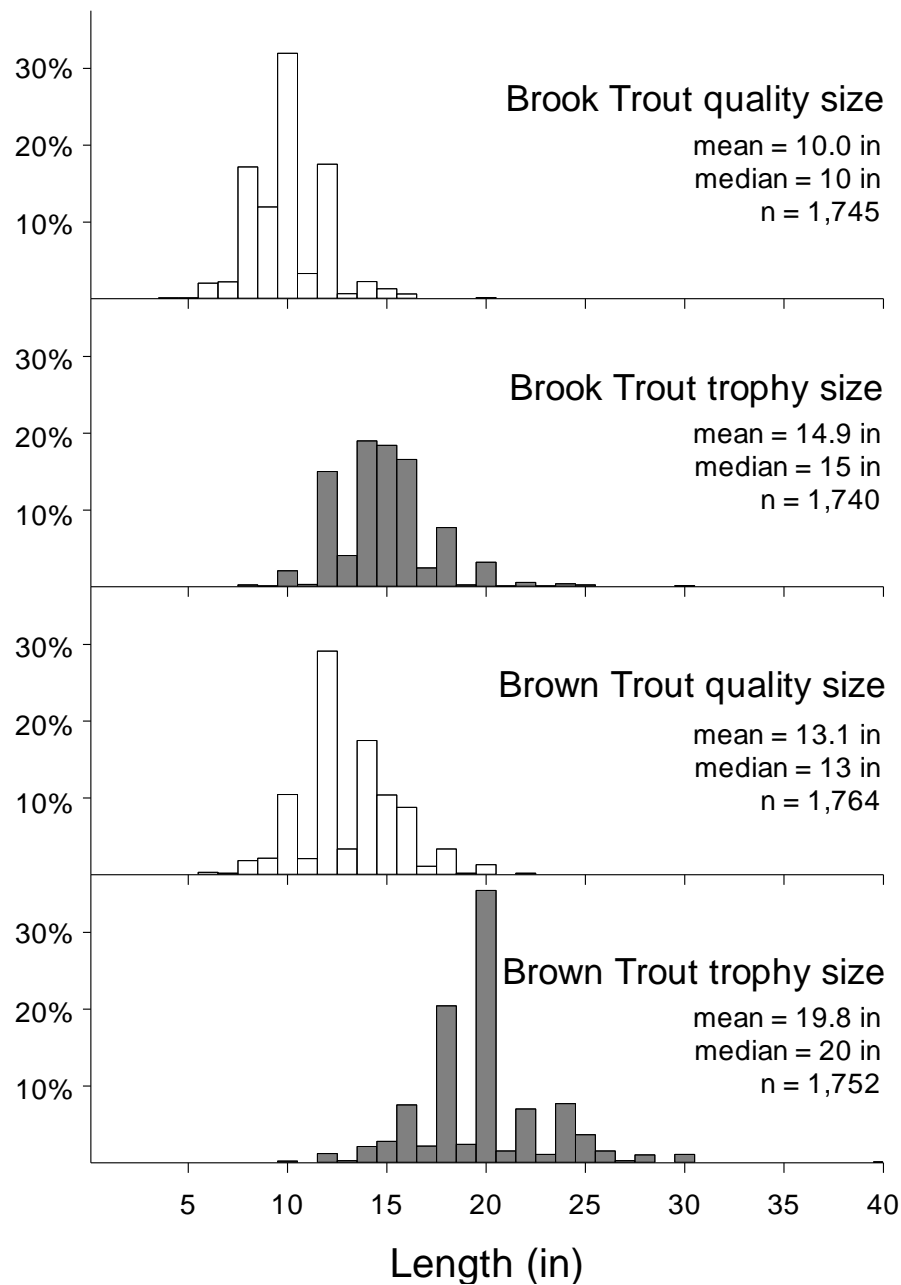 30%
20%
10%
Brook Trout quality size
mean = 10.0 in
median = 10 in
n = 1,745
30%
20%
10%
Brook Trout trophy size
mean = 14.9 in
median = 15 in
n = 1,740
30%
20%
10%
Brown Trout quality size
mean = 13.1 in
median = 13 in
n = 1,764
30%
20%
10%
Brown Trout trophy size
mean = 19.8 in
median = 20 in
n = 1,752
5 10 15 20 25 30 35 40
Length (in)